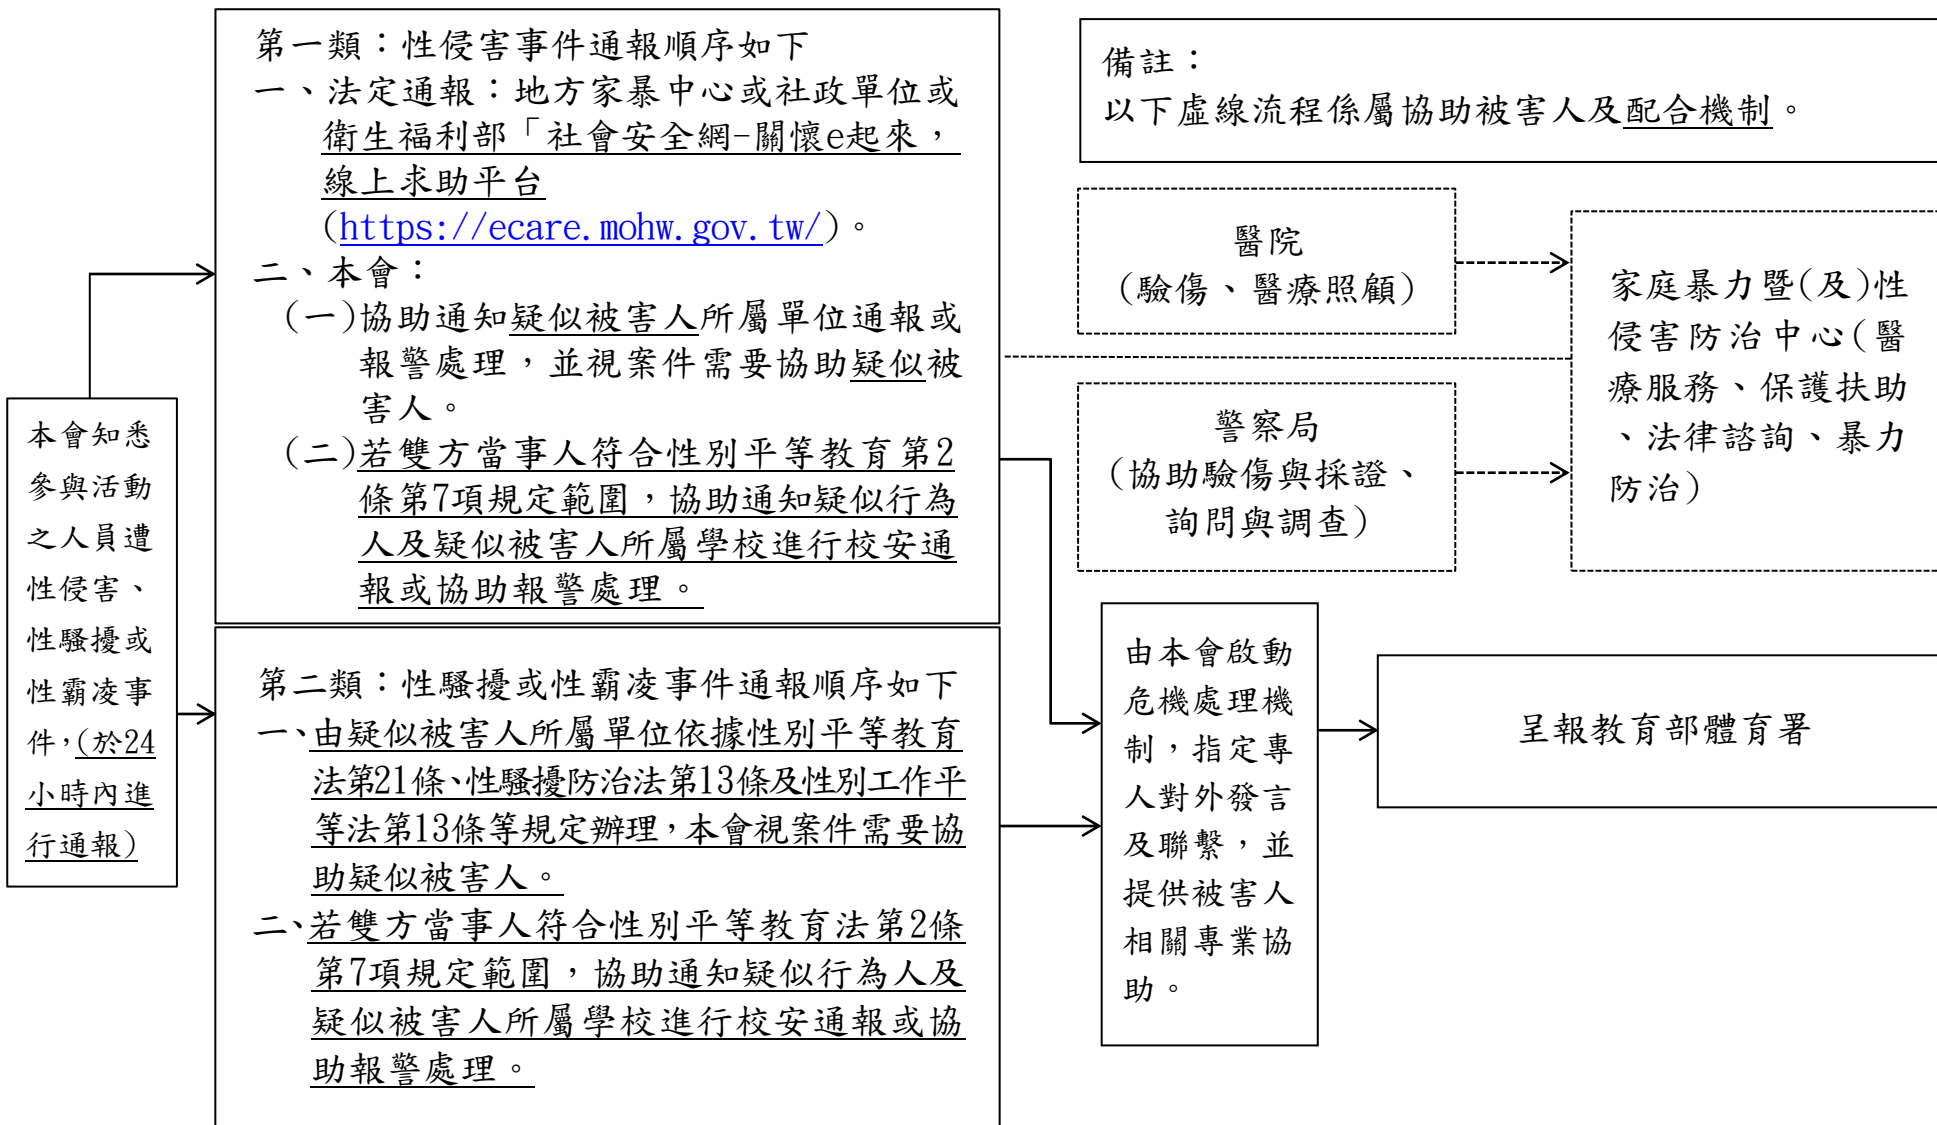 本會知悉
參與活動
之人員遭
性侵害、
性騷擾或
性霸凌事
件，(於24
小時內進
行通報)
第一類：性侵害事件通報順序如下
一、法定通報：地方家暴中心或社政單位或
衛生福利部「社會安全網-關懷e起來，
線上求助平台
(https://ecare.mohw.gov.tw/)。
二、本會：
(一)協助通知疑似被害人所屬單位通報或
報警處理，並視案件需要協助疑似被
害人。
(二)若雙方當事人符合性別平等教育第2
條第7項規定範圍，協助通知疑似行為
人及疑似被害人所屬學校進行校安通
報或協助報警處理。
第二類：性騷擾或性霸凌事件通報順序如下
一、由疑似被害人所屬單位依據性別平等教育
法第21條、性騷擾防治法第13條及性別工作平
等法第13條等規定辦理，本會視案件需要協
助疑似被害人。
二、若雙方當事人符合性別平等教育法第2條
第7項規定範圍，協助通知疑似行為人及
疑似被害人所屬學校進行校安通報或協
助報警處理。
備註：
以下虛線流程係屬協助被害人及配合機制。
醫院
(驗傷、醫療照顧)
警察局
(協助驗傷與採證、
詢問與調查)
家庭暴力暨(及)性
侵害防治中心(醫
療服務、保護扶助
、法律諮詢、暴力
防治)
由本會啟動
危機處理機
制，指定專
人對外發言
及聯繫，並
提供被害人
相關專業協
助。
呈報教育部體育署